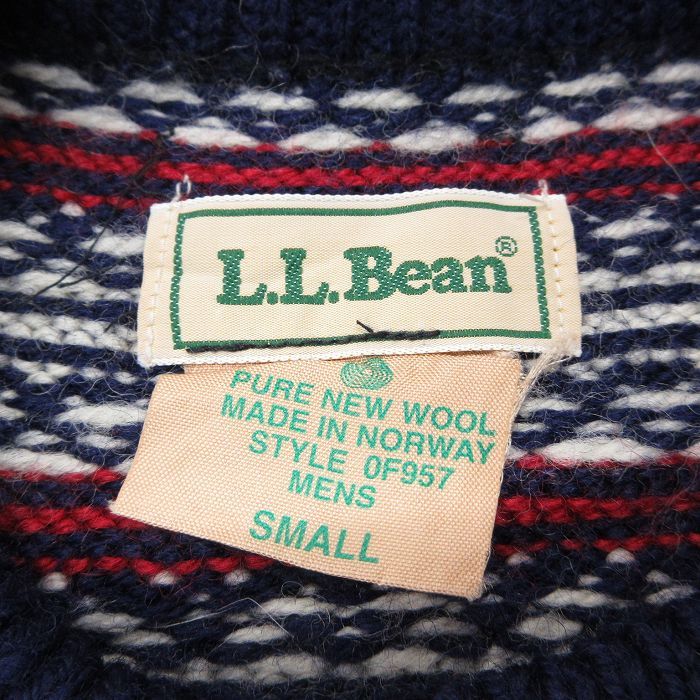 L.L.Bean®
PURE NEW WOOL
MADE IN NORWAY
STYLE 0F957
MENS
SMALL